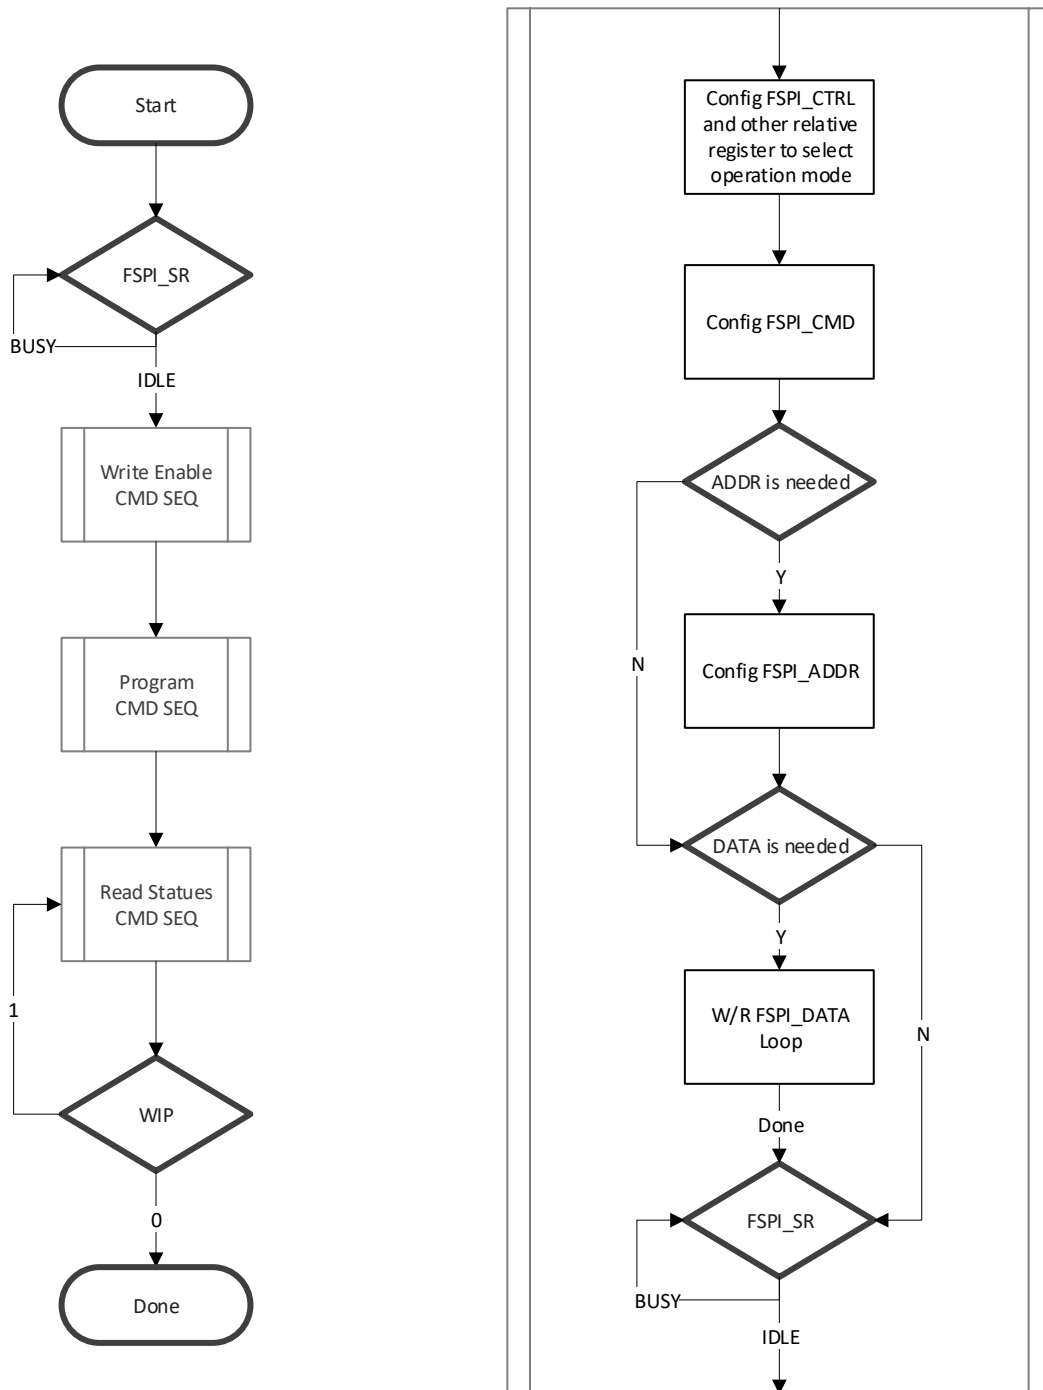 Start
FSPI_SR
BUSY
IDLE
Write Enable
CMD SEQ
Program
CMD SEQ
Read Statues
CMD SEQ
1
WIP
0
Done
Config FSPI_CTRL
and other relative
register to select
operation mode
Config FSPI_CMD
ADDR is needed
Y
N
Config FSPI_ADDR
DATA is needed
Y
W/R FSPI_DATA
Loop
N
Done
FSPI_SR
BUSY
IDLE